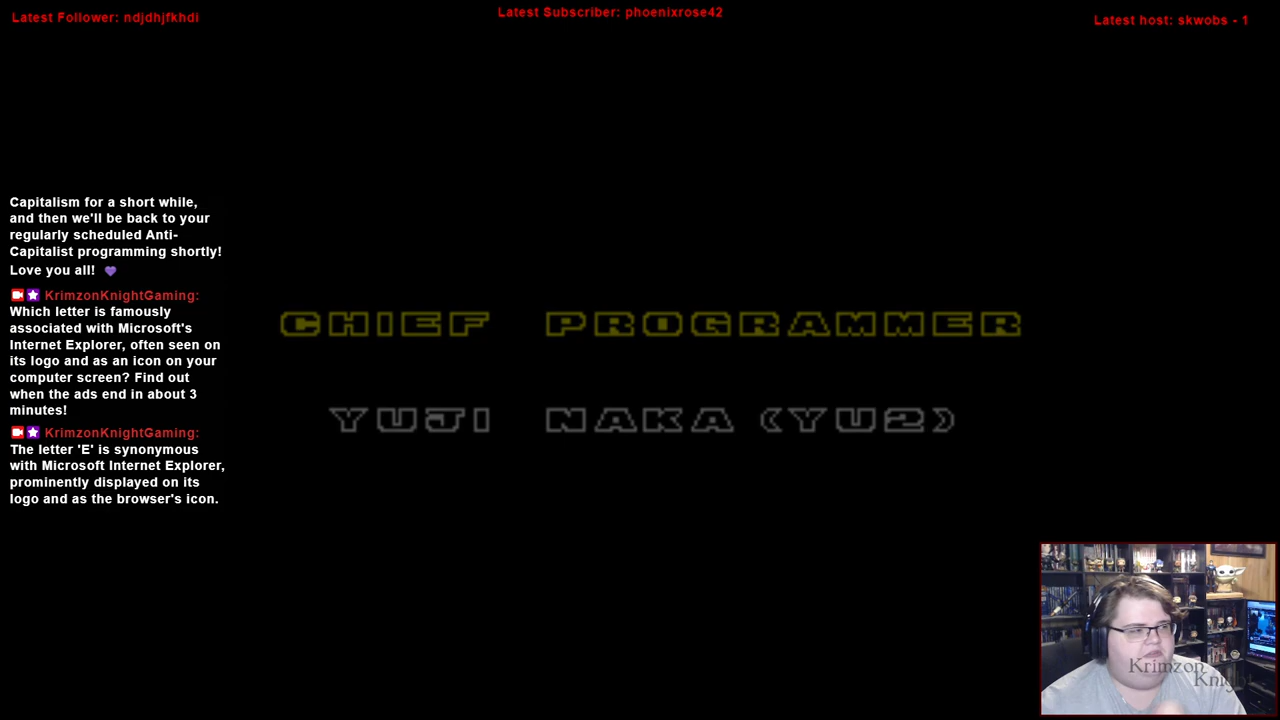 Latest Follower: ndjdhjfkhdi
Latest Subscriber: phoenixrose42
Latest host: skwobs - 1
Capitalism for a short while,
and then we'll be back to your
regularly scheduled Anti-
Capitalist programming shortly!
Love you all!
KrimzonKnightGaming:
Which letter is famously
associated with Microsoft's
Internet Explorer, often seen on
its logo and as an icon on your
computer screen? Find out
when the ads end in about 3
minutes!
KrimzonKnightGaming:
The letter 'E' is synonymous
with Microsoft Internet Explorer,
prominently displayed on its
logo and as the browser's icon.
CHIEF PROGRAMMER
YUJI NAKA (YU2)
Krimzon
Knight